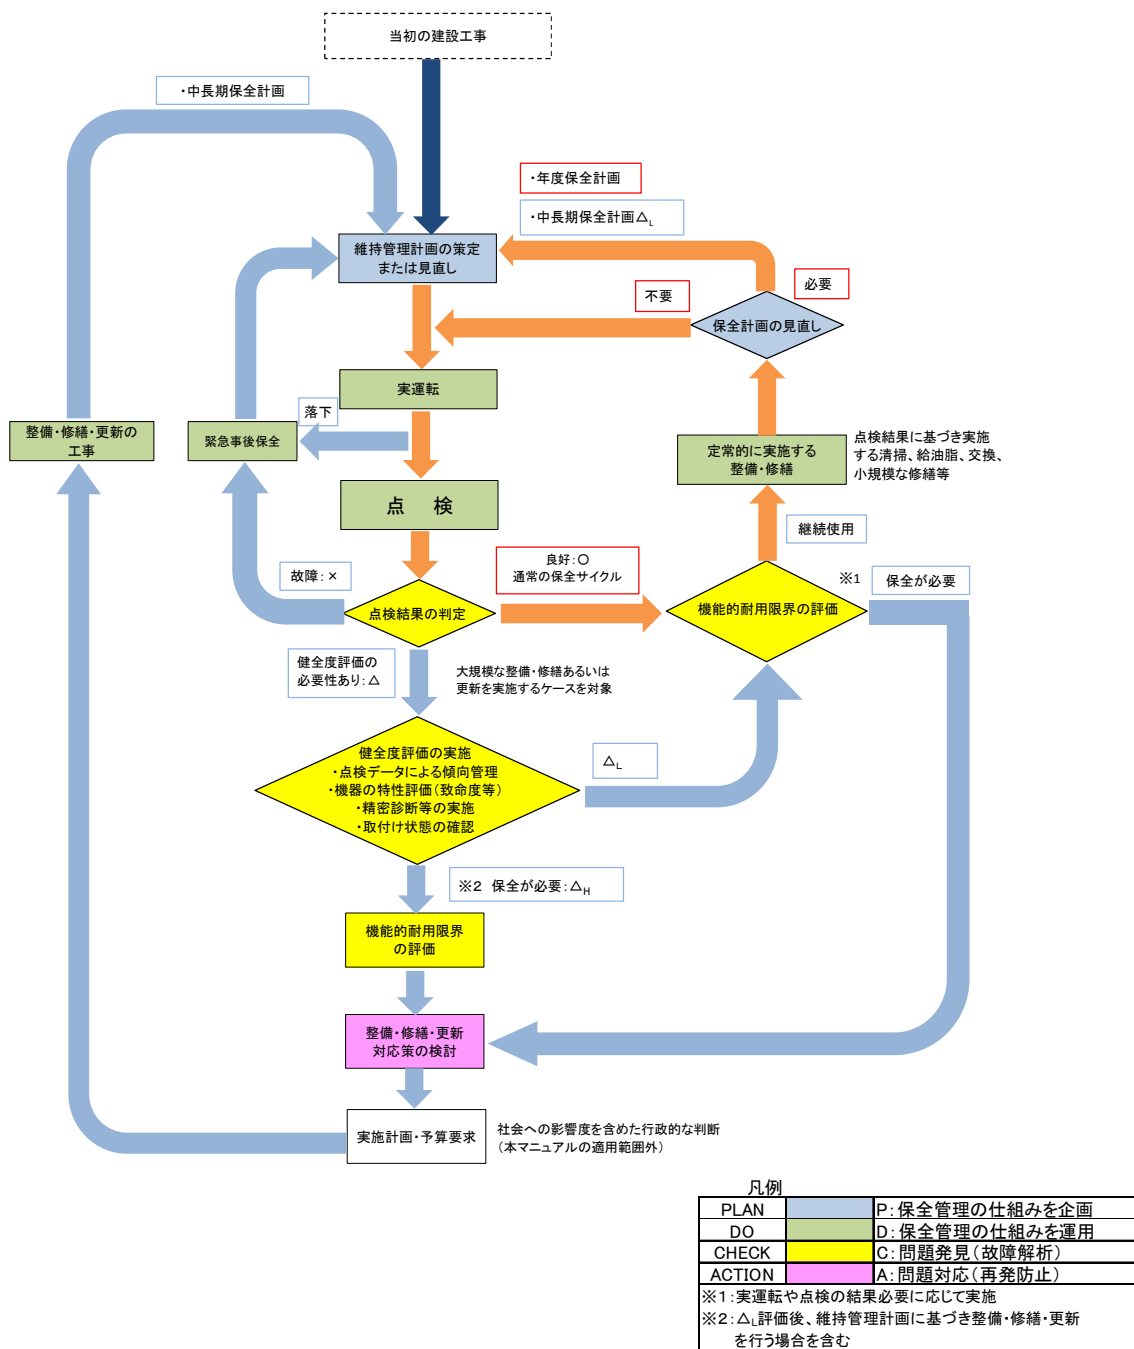 当初の建設工事
・中長期保全計画
・年度保全計画
・中長期保全計画△L
維持管理計画の策定
または見直し
必要
不要
保全計画の見直し
実運転
落下
整備・修繕・更新の
工事
緊急事後保全
定常的に実施する
整備・修繕
点検結果に基づき実施
する清掃、給油脂、交換、
小規模な修繕等
点　検
継続使用
良好：〇
通常の保全サイクル
故障：×
※1
保全が必要
点検結果の判定
機能的耐用限界の評価
健全度評価の
必要性あり：△
大規模な整備・修繕あるいは
更新を実施するケースを対象
健全度評価の実施
・点検データによる傾向管理
・機器の特性評価（致命度等）
・精密診断等の実施
・取付け状態の確認
△L
※2 保全が必要：△H
機能的耐用限界
の評価
整備・修繕・更新
対応策の検討
実施計画・予算要求
社会への影響度を含めた行政的な判断
（本マニュアルの適用範囲外）
凡例
PLAN P：保全管理の仕組みを企画
DO D：保全管理の仕組みを運用
CHECK C：問題発見（故障解析）
ACTION A：問題対応（再発防止）
※1：実運転や点検の結果必要に応じて実施
※2：△L評価後、維持管理計画に基づき整備・修繕・更新
を行う場合を含む